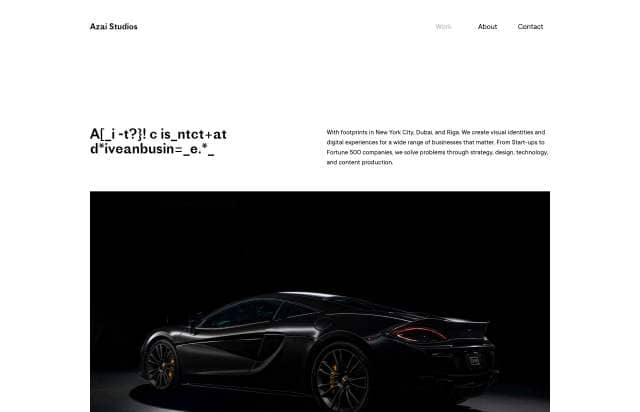 Azai Studios
Work
About
Contact
A[_i -t?}! c is_ntct+at
d*iveanbusin=_e.*_
With footprints in New York City, Dubai, and Riga. We create visual identities and
digital experiences for a wide range of businesses that matter. From Start-ups to
Fortune 500 companies, we solve problems through strategy, design, technology,
and content production.